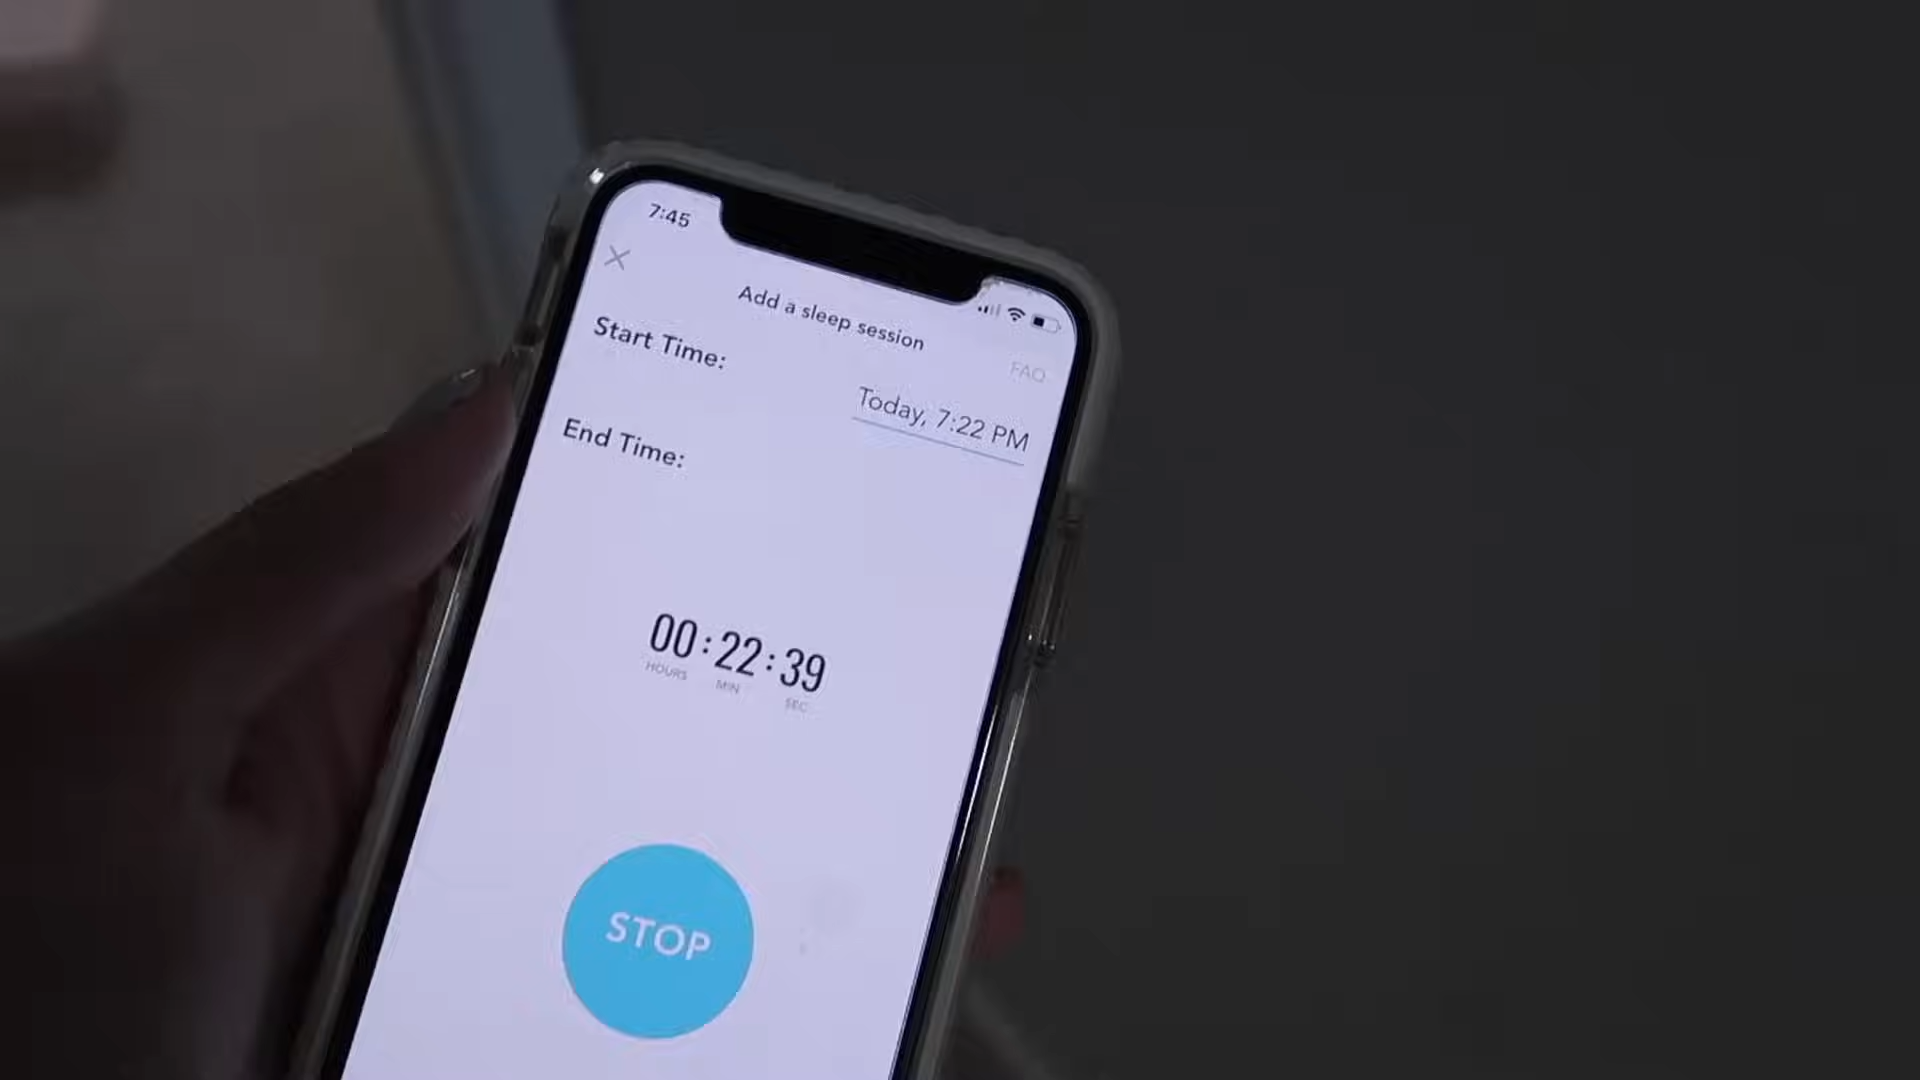 7:45
Add a sleep session
FAQ
Start Time:
Today, 7:22 PM
End Time:
00:22:39
HOURS MIN SEC
STOP